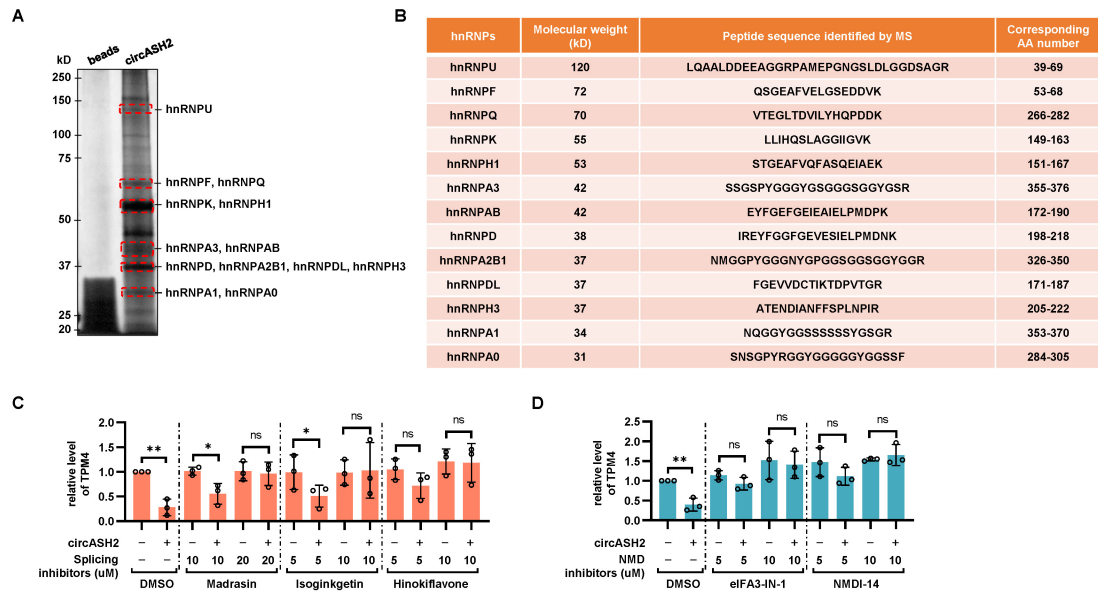 A
beads
circASH2
kD
250
150
100
75
50
37
25
20
hnRNPU
hnRNPF, hnRNPQ
hnRNPK, hnRNPH1
hnRNPA3, hnRNPAB
hnRNPD, hnRNPA2B1, hnRNPDL, hnRNPH3
hnRNPA1, hnRNPA0
B
hnRNPs Molecular weight (kD) Peptide sequence identified by MS Corresponding AA number
hnRNPU 120 LQAALDDEEAGGRPAMEPGNGSLDLGGDSAGR 39-69
hnRNPF 72 QSGEAFVELGSEDDVK 53-68
hnRNPQ 70 VTEGLTDVILYHQPDDK 266-282
hnRNPK 55 LLIHQSLAGGIIGVK 149-163
hnRNPH1 53 STGEAFVQFASQEIAEK 151-167
hnRNPA3 42 SSGSPYGGGYGSGGGSGGYGSR 355-376
hnRNPAB 42 EYFGEFGEIEAIELPMDPK 172-190
hnRNPD 38 IREYFGGFGEVESIELPMDNK 198-218
hnRNPA2B1 37 NMGGPYGGGNYGPGGSGGSGGYGGR 326-350
hnRNPDL 37 FGEVVDCTIKTDPVTGR 171-187
hnRNPH3 37 ATENDIANFFSPLNPIR 205-222
hnRNPA1 34 NQGGYGGSSSSSSYGSGR 353-370
hnRNPA0 31 SNSGPYRGGYGGGGGYGGSSF 284-305
C
relative level
of TPM4
2.0
1.5
1.0
0.5
0.0
** * ns * ns ns ns
circASH2 – + – + – + – + – + – + – +
Splicing
inhibitors (uM)
– – 10 10 20 20 5 5 10 10 5 5 10 10
DMSO Madrasin Isoginkgetin Hinokiflavone
D
relative level
of TPM4
2.5
2.0
1.5
1.0
0.5
0.0
** ns ns ns ns
circASH2 – + – + – + – + – +
NMD
inhibitors (uM)
– – 5 5 10 10 5 5 10 10
DMSO eIFA3-IN-1 NMDI-14